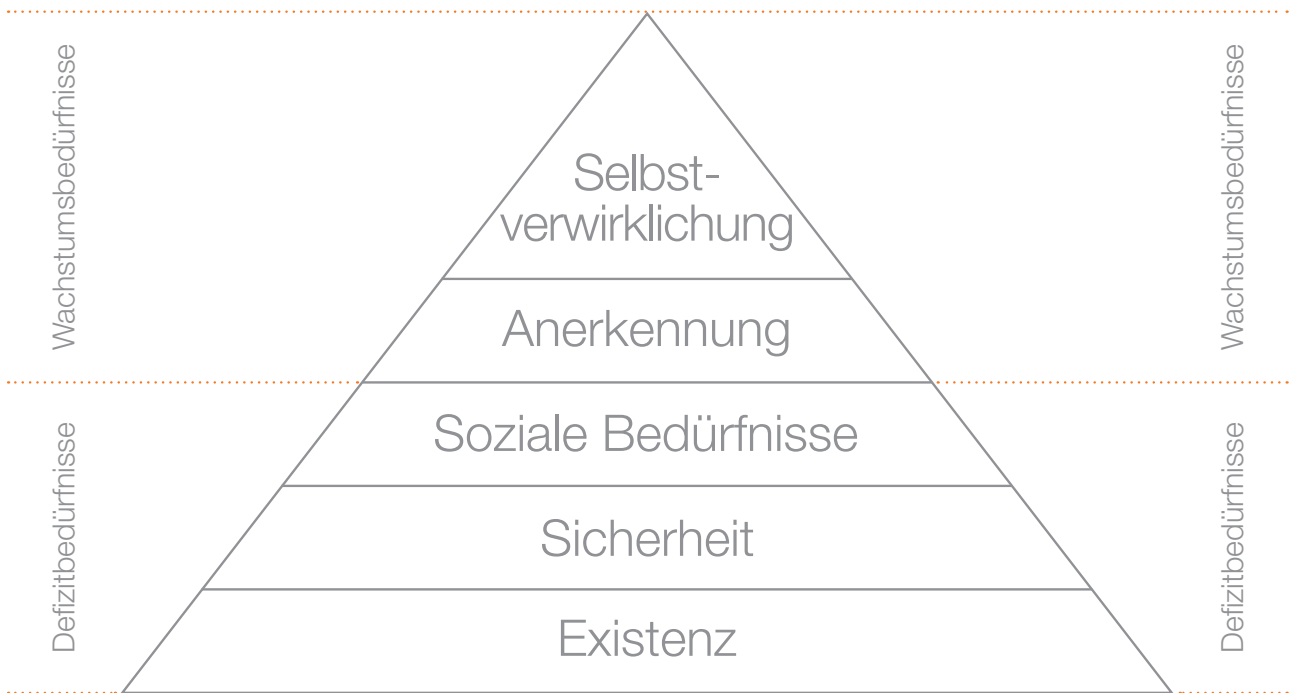 Wachstumsbedürfnisse
Selbst-
verwirklichung
Anerkennung
Wachstumsbedürfnisse
Defizitbedürfnisse
Soziale Bedürfnisse
Sicherheit
Existenz
Defizitbedürfnisse